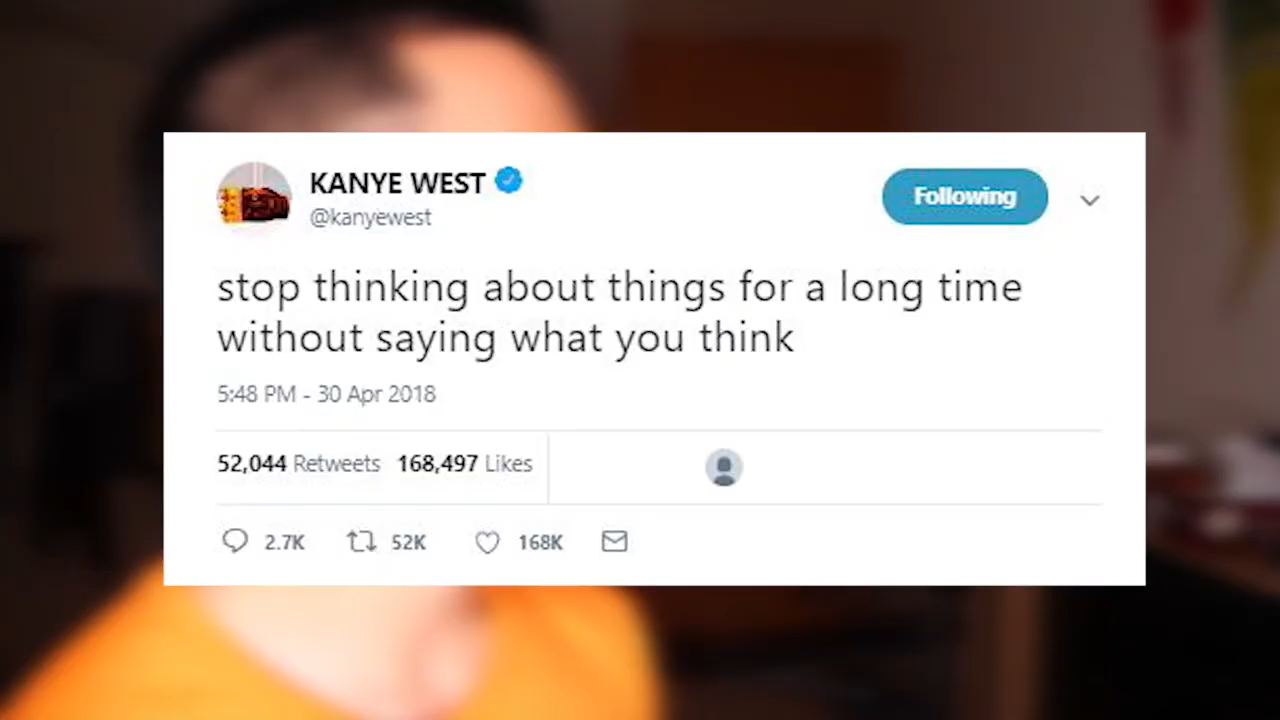 KANYE WEST
@kanyewest
Following
stop thinking about things for a long time
without saying what you think
5:48 PM - 30 Apr 2018
52,044 Retweets 168,497 Likes
2.7K 52K 168K